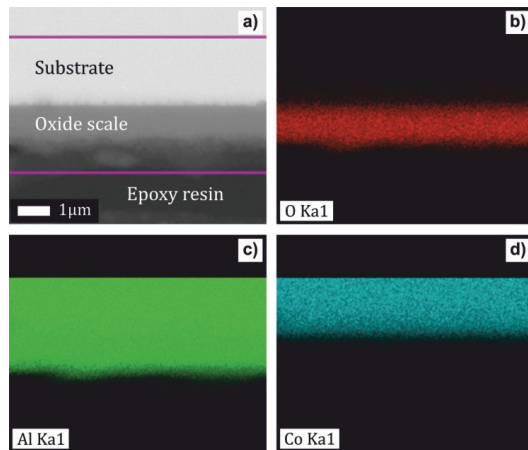 a)
Substrate
Oxide scale
Epoxy resin
1μm
b)
O Ka1
c)
Al Ka1
d)
Co Ka1